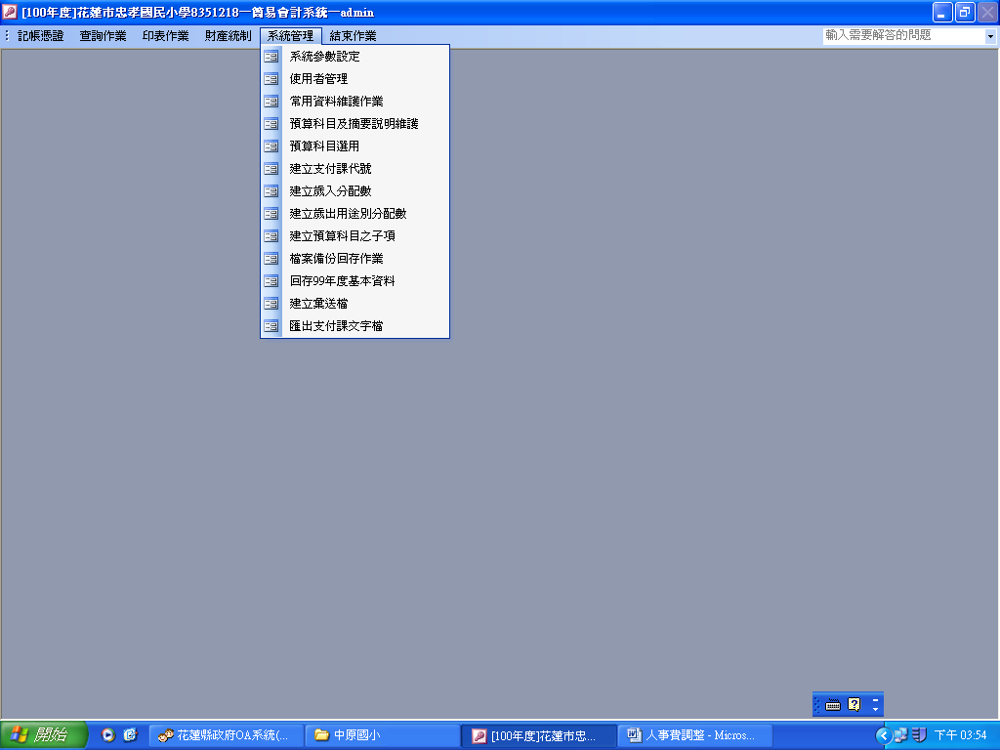 [100年度]花蓮市忠孝國民小學8351218—簡易會計系統—admin
記帳憑證 查詢作業 印表作業 財產統制 系統管理 結束作業 輸入需要解答的問題
系統參數設定
使用者管理
常用資料維護作業
預算科目及摘要說明維護
預算科目選用
建立支付課代號
建立歲入分配數
建立歲出用途別分配數
建立預算科目之子項
檔案備份回存作業
回存99年度基本資料
建立彙送檔
匯出支付課文字檔
開始 花蓮縣政府OA系統(... 中原國小 [100年度]花蓮市忠... 人事費調整 - Micros... 下午 03:54